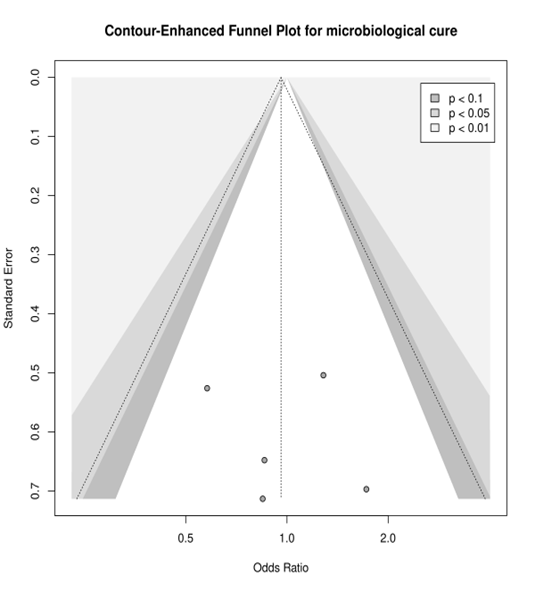 Contour-Enhanced Funnel Plot for microbiological cure
p < 0.1
p < 0.05
p < 0.01
Standard Error
0.0
0.1
0.2
0.3
0.4
0.5
0.6
0.7
0.5 1.0 2.0
Odds Ratio